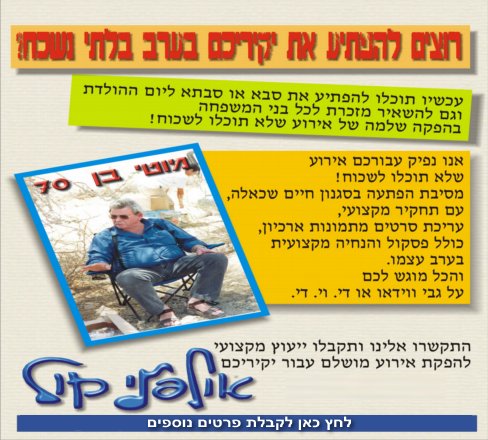 רוצים להפתיע את יקיריכם בערב בלתי נשכח?
עכשיו תוכלו להפתיע את סבא או סבתא ליום ההולדת
וגם להשאיר מזכרת לכל בני המשפחה
בהפקה שלמה של אירוע שלא תוכלו לשכוח!
מוטי בן 70
אנו נפיק עבורכם אירוע
שלא תוכלו לשכוח!
מסיבת הפתעה בסגנון חיים שכאלה,
עם תחקיר מקצועי,
עריכת סרטים מתמונות ארכיון,
כולל פסקול והנחיה מקצועית
בערב עצמו.
והכל מוגש לכם
על גבי ווידאו או די. וי. די.
התקשרו אלינו ותקבלו ייעוץ מקצועי
להפקת אירוע מושלם עבור יקיריכם
אולפני קול
לחץ כאן לקבלת פרטים נוספים